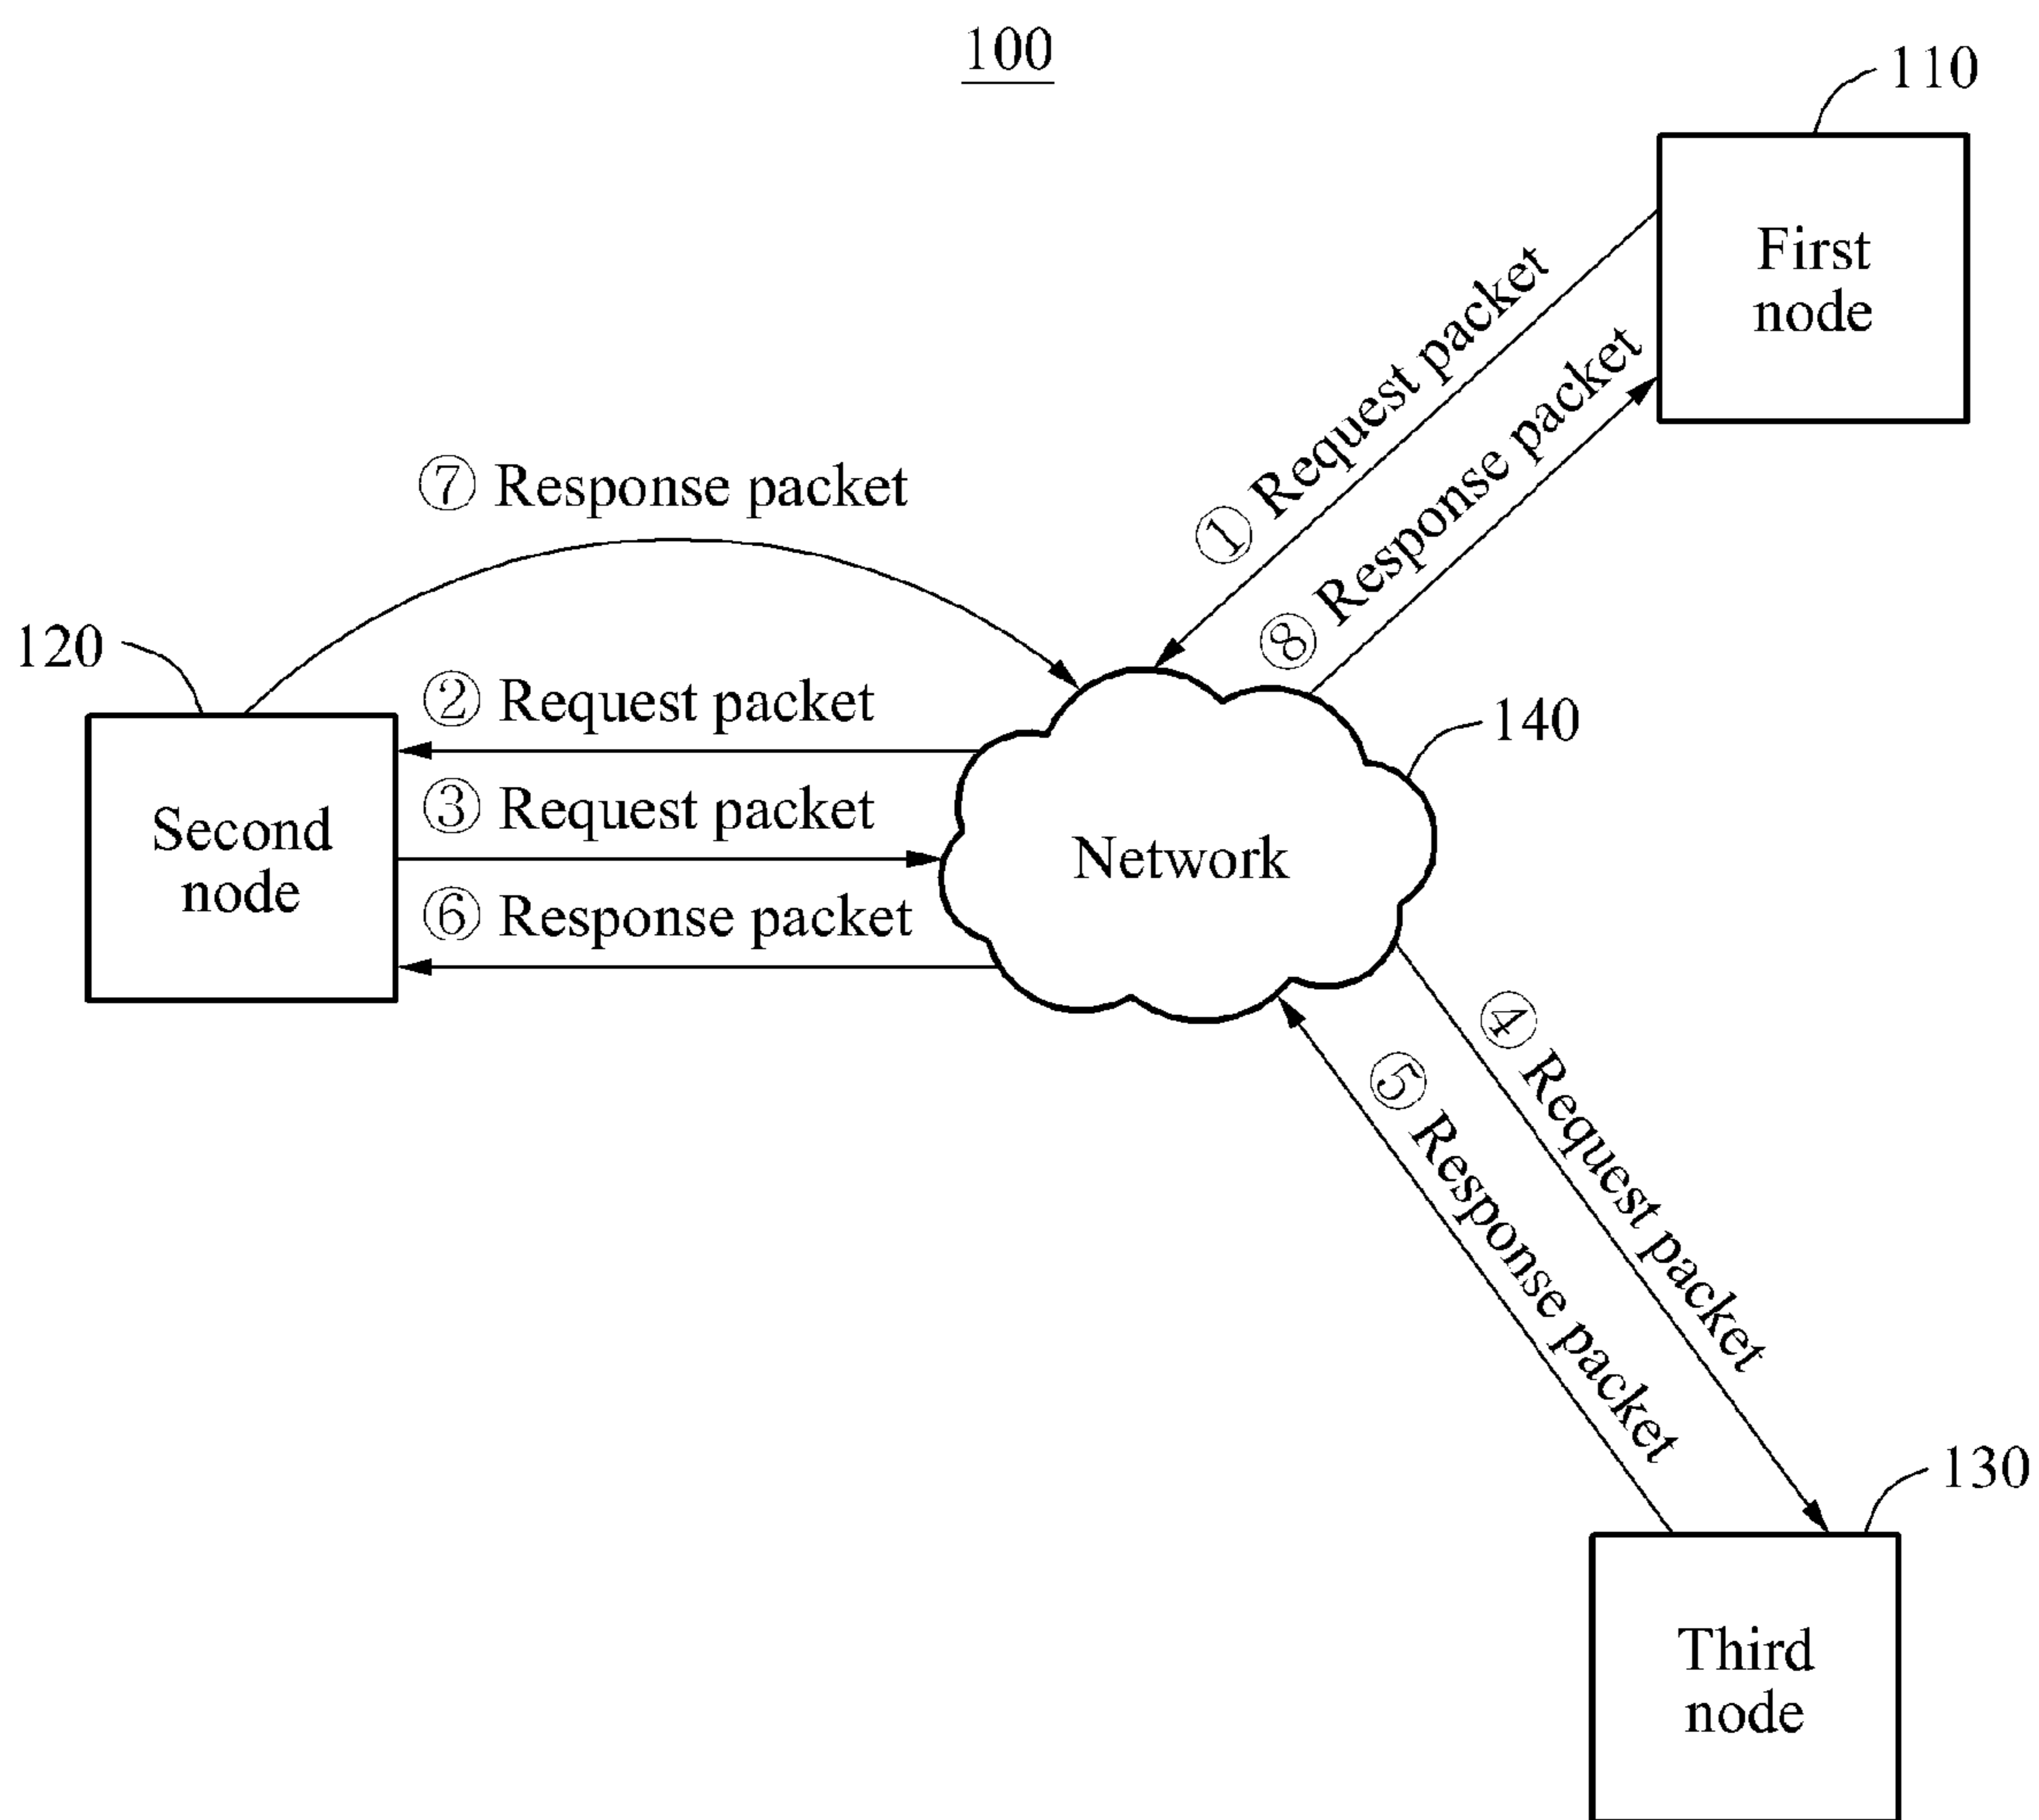 100
110
First
node
① Request packet
⑧ Response packet
⑦ Response packet
120
② Request packet
140
③ Request packet
Second
node
Network
⑥ Response packet
④ Request packet
⑤ Response packet
130
Third
node